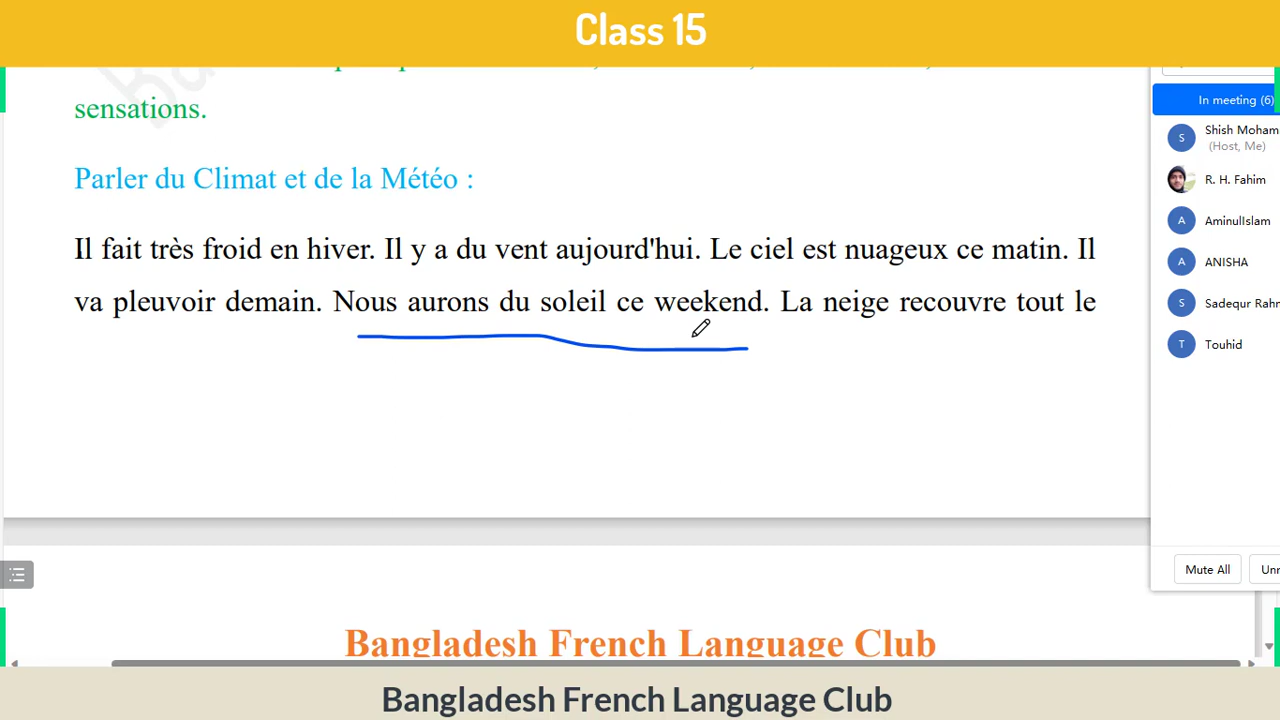 Class 15
sensations.
Parler du Climat et de la Météo :
Il fait très froid en hiver. Il y a du vent aujourd'hui. Le ciel est nuageux ce matin. Il
va pleuvoir demain. Nous aurons du soleil ce weekend. La neige recouvre tout le
Bangladesh French Language Club
Bangladesh French Language Club
In meeting (6)
S
Shish Moham
(Host, Me)
R. H. Fahim
A
AminulIslam
A
ANISHA
S
Sadequr Rahr
T
Touhid
Mute All